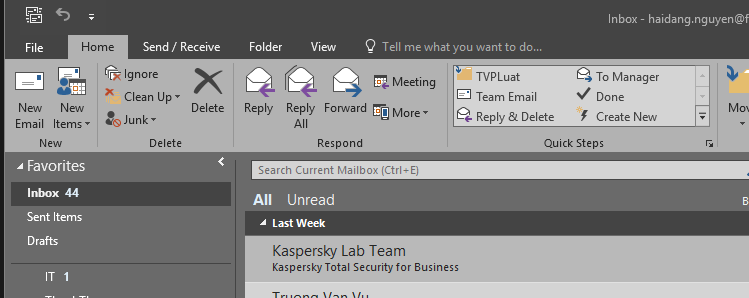 Inbox - haidang.nguyen@f
File Home Send / Receive Folder View Tell me what you want to do...
New Email
New Items
Ignore
Clean Up
Junk
Delete
Reply
Reply All
Forward
Meeting
More
TVPLuat
Team Email
Reply & Delete
To Manager
Done
Create New
Mov
New Delete Respond Quick Steps
Favorites
Inbox 44
Sent Items
Drafts
IT 1
Search Current Mailbox (Ctrl+E)
All Unread B
Last Week
Kaspersky Lab Team
Kaspersky Total Security for Business
Truong Van Vu